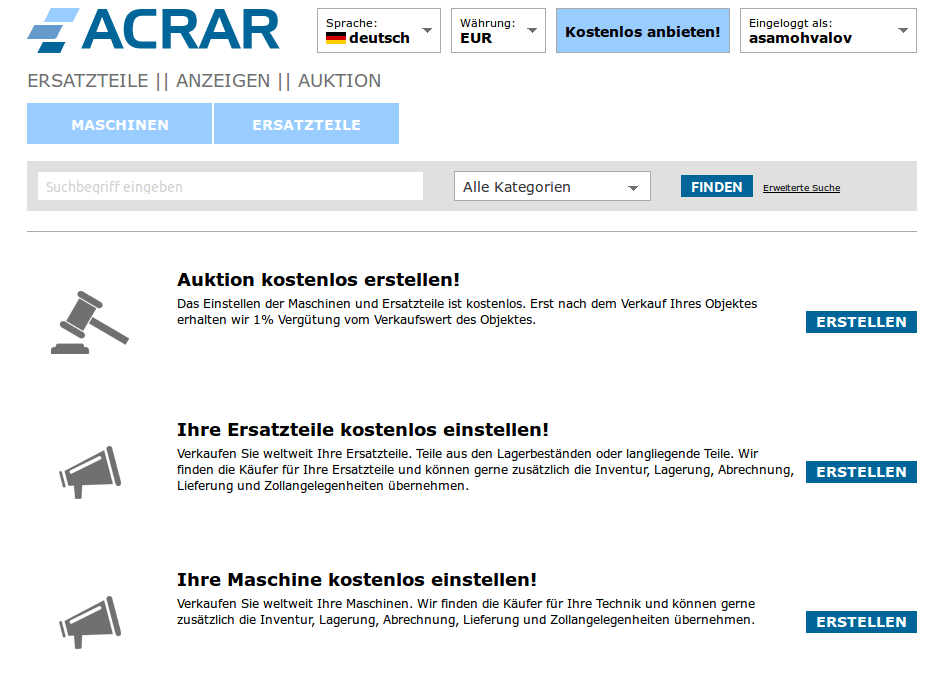 ACRAR
Sprache:
deutsch
Währung:
EUR
Kostenlos anbieten!
Eingeloggt als:
asamohvalov
ERSATZTEILE || ANZEIGEN || AUKTION
MASCHINEN
ERSATZTEILE
Suchbegriff eingeben
Alle Kategorien
FINDEN
Erweiterte Suche
Auktion kostenlos erstellen!
Das Einstellen der Maschinen und Ersatzteile ist kostenlos. Erst nach dem Verkauf Ihres Objektes
erhalten wir 1% Vergütung vom Verkaufswert des Objektes.
ERSTELLEN
Ihre Ersatzteile kostenlos einstellen!
Verkaufen Sie weltweit Ihre Ersatzteile. Teile aus den Lagerbeständen oder langliegende Teile. Wir
finden die Käufer für Ihre Ersatzteile und können gerne zusätzlich die Inventur, Lagerung, Abrechnung,
Lieferung und Zollangelegenheiten übernehmen.
ERSTELLEN
Ihre Maschine kostenlos einstellen!
Verkaufen Sie weltweit Ihre Maschinen. Wir finden die Käufer für Ihre Technik und können gerne
zusätzlich die Inventur, Lagerung, Abrechnung, Lieferung und Zollangelegenheiten übernehmen.
ERSTELLEN